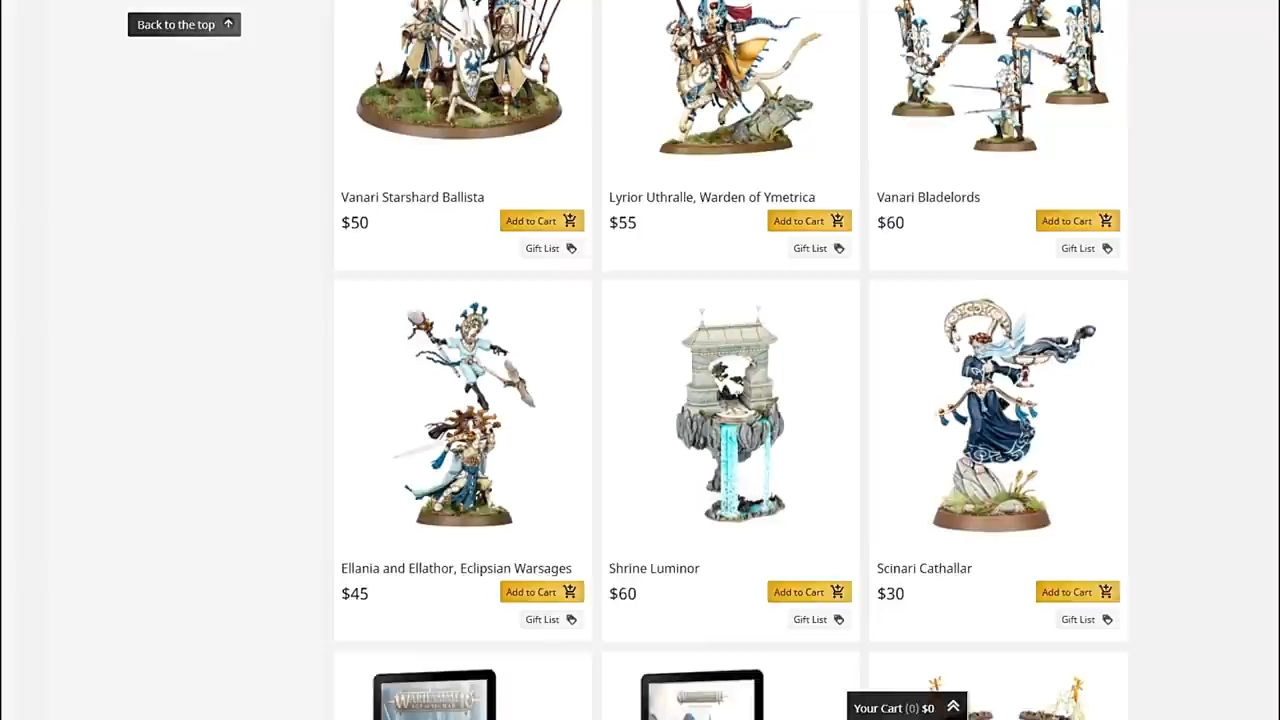 Back to the top
Vanari Starshard Ballista
$50
Add to Cart
Gift List
Lyrior Uthralle, Warden of Ymetrica
$55
Add to Cart
Gift List
Vanari Bladelords
$60
Add to Cart
Gift List
Ellania and Ellathor, Eclipsian Warsages
$45
Add to Cart
Gift List
Shrine Luminor
$60
Add to Cart
Gift List
Scinari Cathallar
$30
Add to Cart
Gift List
WARHAMMER
Your Cart (0) $0